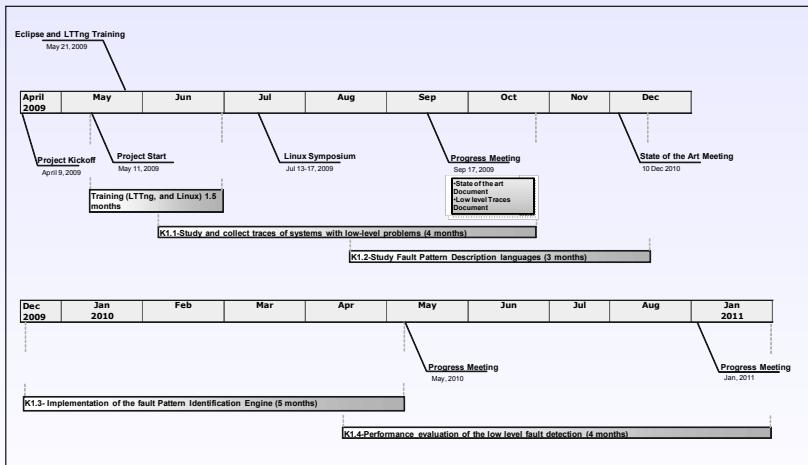 Eclipse and LTTng Training
May 21, 2009
April
2009
May
Jun
Jul
Aug
Sep
Oct
Nov
Dec
Project Kickoff
April 9, 2009
Project Start
May 11, 2009
Linux Symposium
Jul 13-17, 2009
Progress Meeting
Sep 17, 2009
State of the Art Meeting
10 Dec 2010
•State of the art
Document
•Low level Traces
Document
Training (LTTng, and Linux) 1.5
months
K1.1-Study and collect traces of systems with low-level problems (4 months)
K1.2-Study Fault Pattern Description languages (3 months)
Dec
2009
Jan
2010
Feb
Mar
Apr
May
Jun
Jul
Aug
Jan
2011
Progress Meeting
May, 2010
Progress Meeting
Jan, 2011
K1.3- Implementation of the fault Pattern Identification Engine (5 months)
K1.4-Performance evaluation of the low level fault detection (4 months)